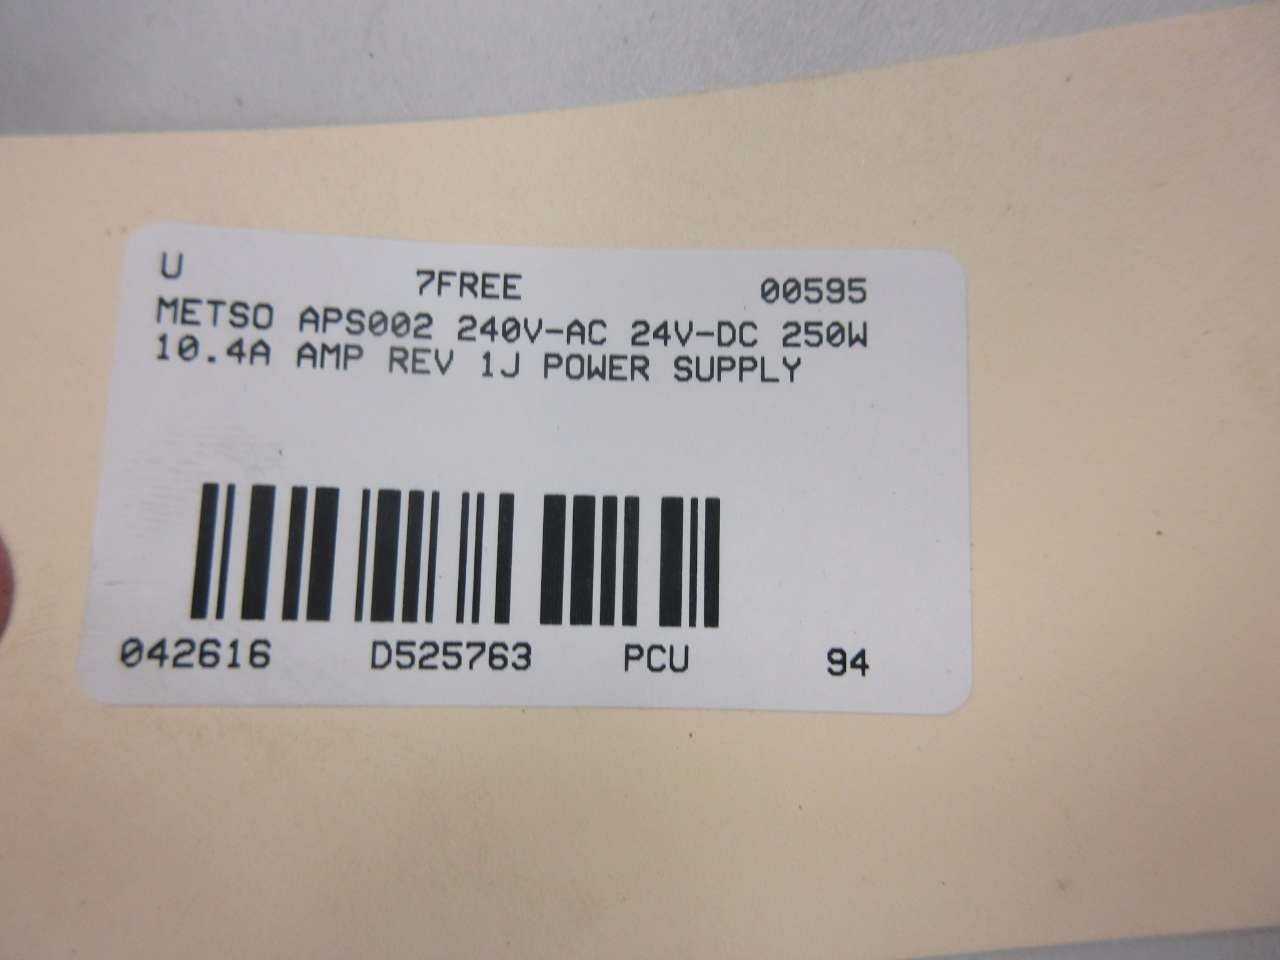 U 7FREE 00595
METSO APS002 240V-AC 24V-DC 250W
10.4A AMP REV 1J POWER SUPPLY
042616 D525763 PCU 94